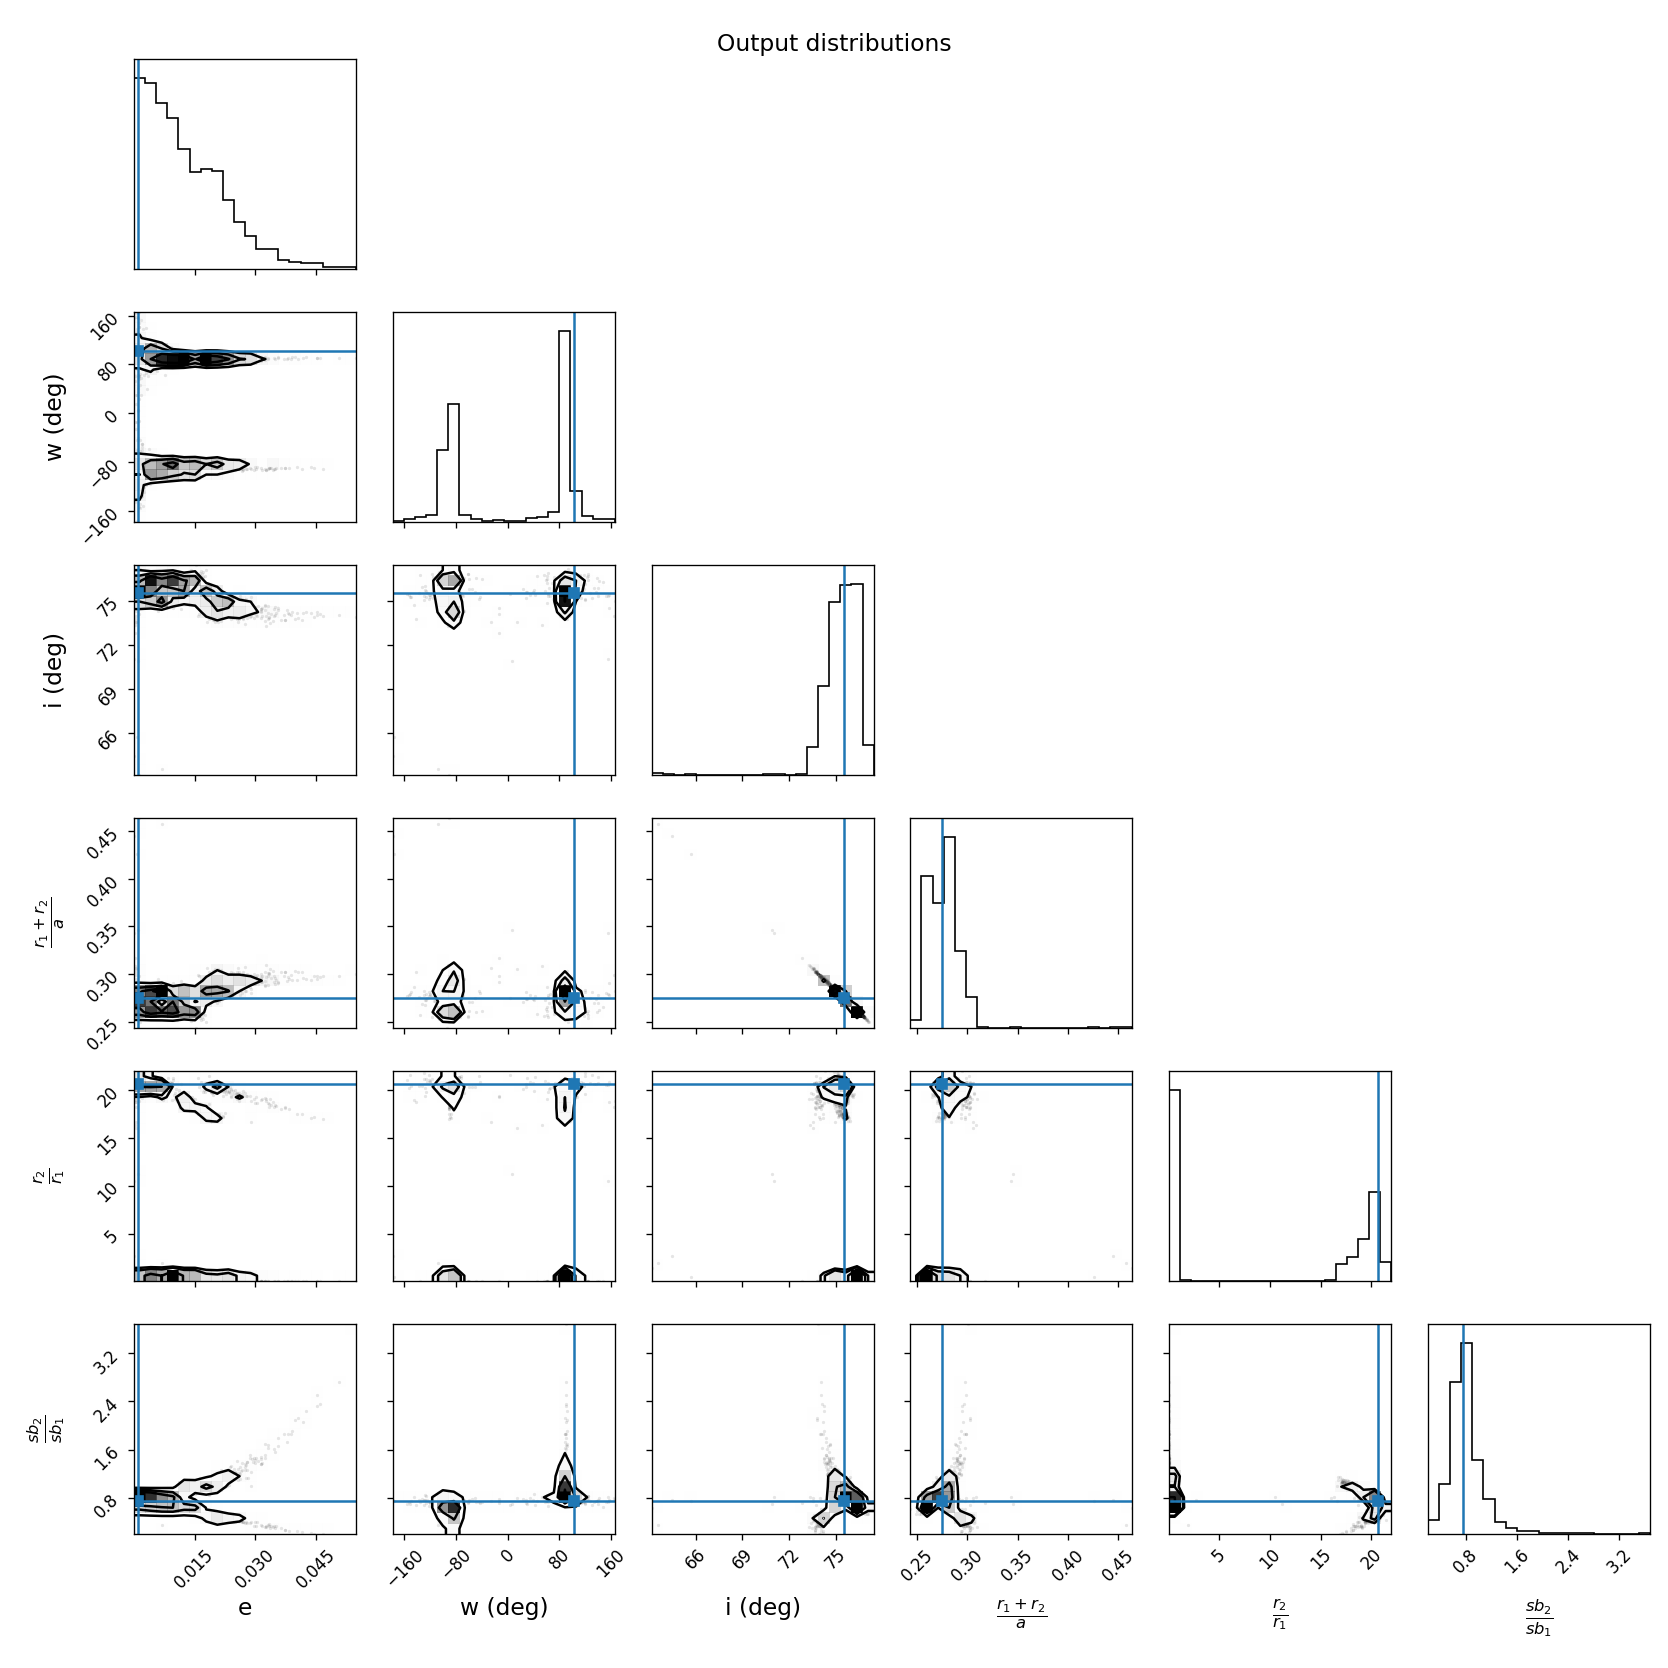 Output distributions
w (deg)
160
80
0
−80
−160
i (deg)
75
72
69
66
r₁ + r₂
a
0.45
0.40
0.35
0.30
0.25
r₂
r₁
20
15
10
5
sb₂
sb₁
3.2
2.4
1.6
0.8
0.015 0.030 0.045
−160 −80 0 80 160
66 69 72 75
0.25 0.30 0.35 0.40 0.45
5 10 15 20
0.8 1.6 2.4 3.2
e
w (deg)
i (deg)
r₁ + r₂
a
r₂
r₁
sb₂
sb₁